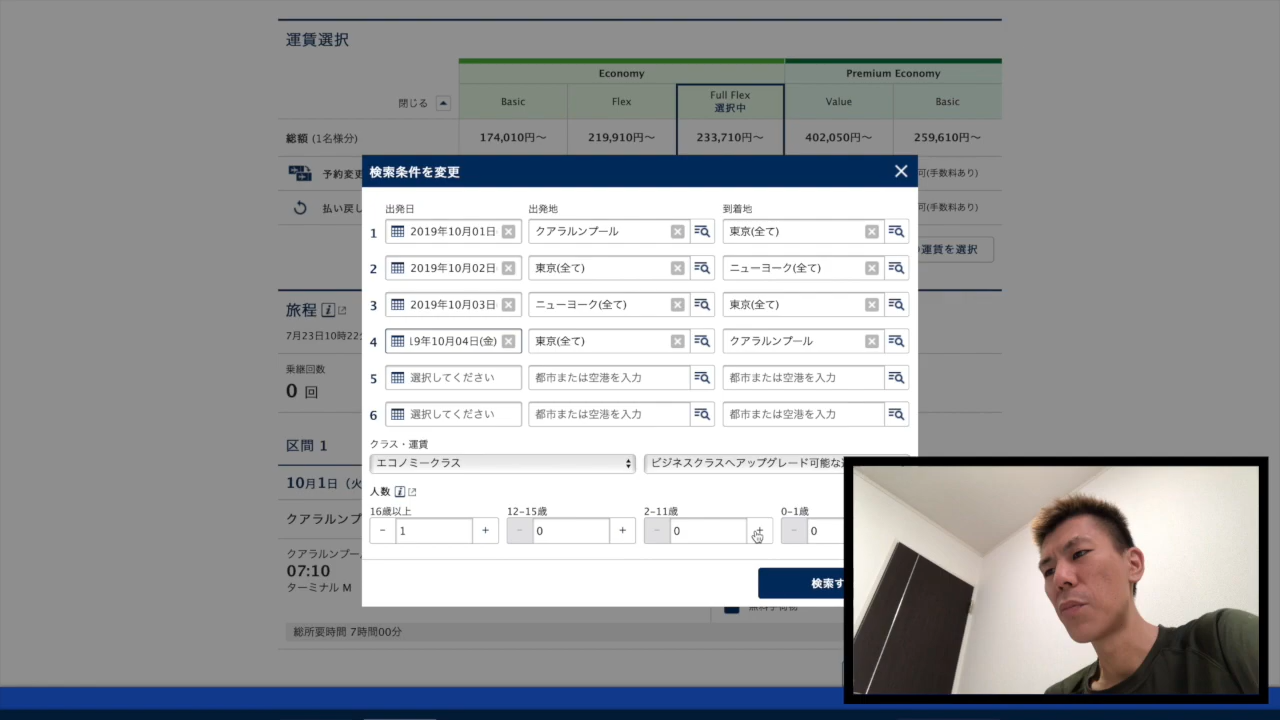 運賃選択
Economy
Premium Economy
閉じる
Basic
Flex
Full Flex
選択中
Value
Basic
総額 (1名様分)
174,010円～
219,910円～
233,710円～
402,050円～
259,610円～
予約変更
可(手数料あり)
払い戻し
可(手数料あり)
運賃を選択
検索条件を変更
出発日
出発地
到着地
1
2019年10月01日
クアラルンプール
東京(全て)
2
2019年10月02日
東京(全て)
ニューヨーク(全て)
3
2019年10月03日
ニューヨーク(全て)
東京(全て)
4
19年10月04日(金)
東京(全て)
クアラルンプール
5
選択してください
都市または空港を入力
都市または空港を入力
6
選択してください
都市または空港を入力
都市または空港を入力
クラス・運賃
エコノミークラス
ビジネスクラスへアップグレード可能な
人数
16歳以上
12–15歳
2–11歳
0–1歳
- 1 +
- 0 +
- 0 +
- 0
検索す
旅程
7月23日10時22
乗継回数
0 回
区間 1
10月1日（火
クアラルンプ
クアラルンプー
07:10
ターミナル M
総所要時間 7時間00分